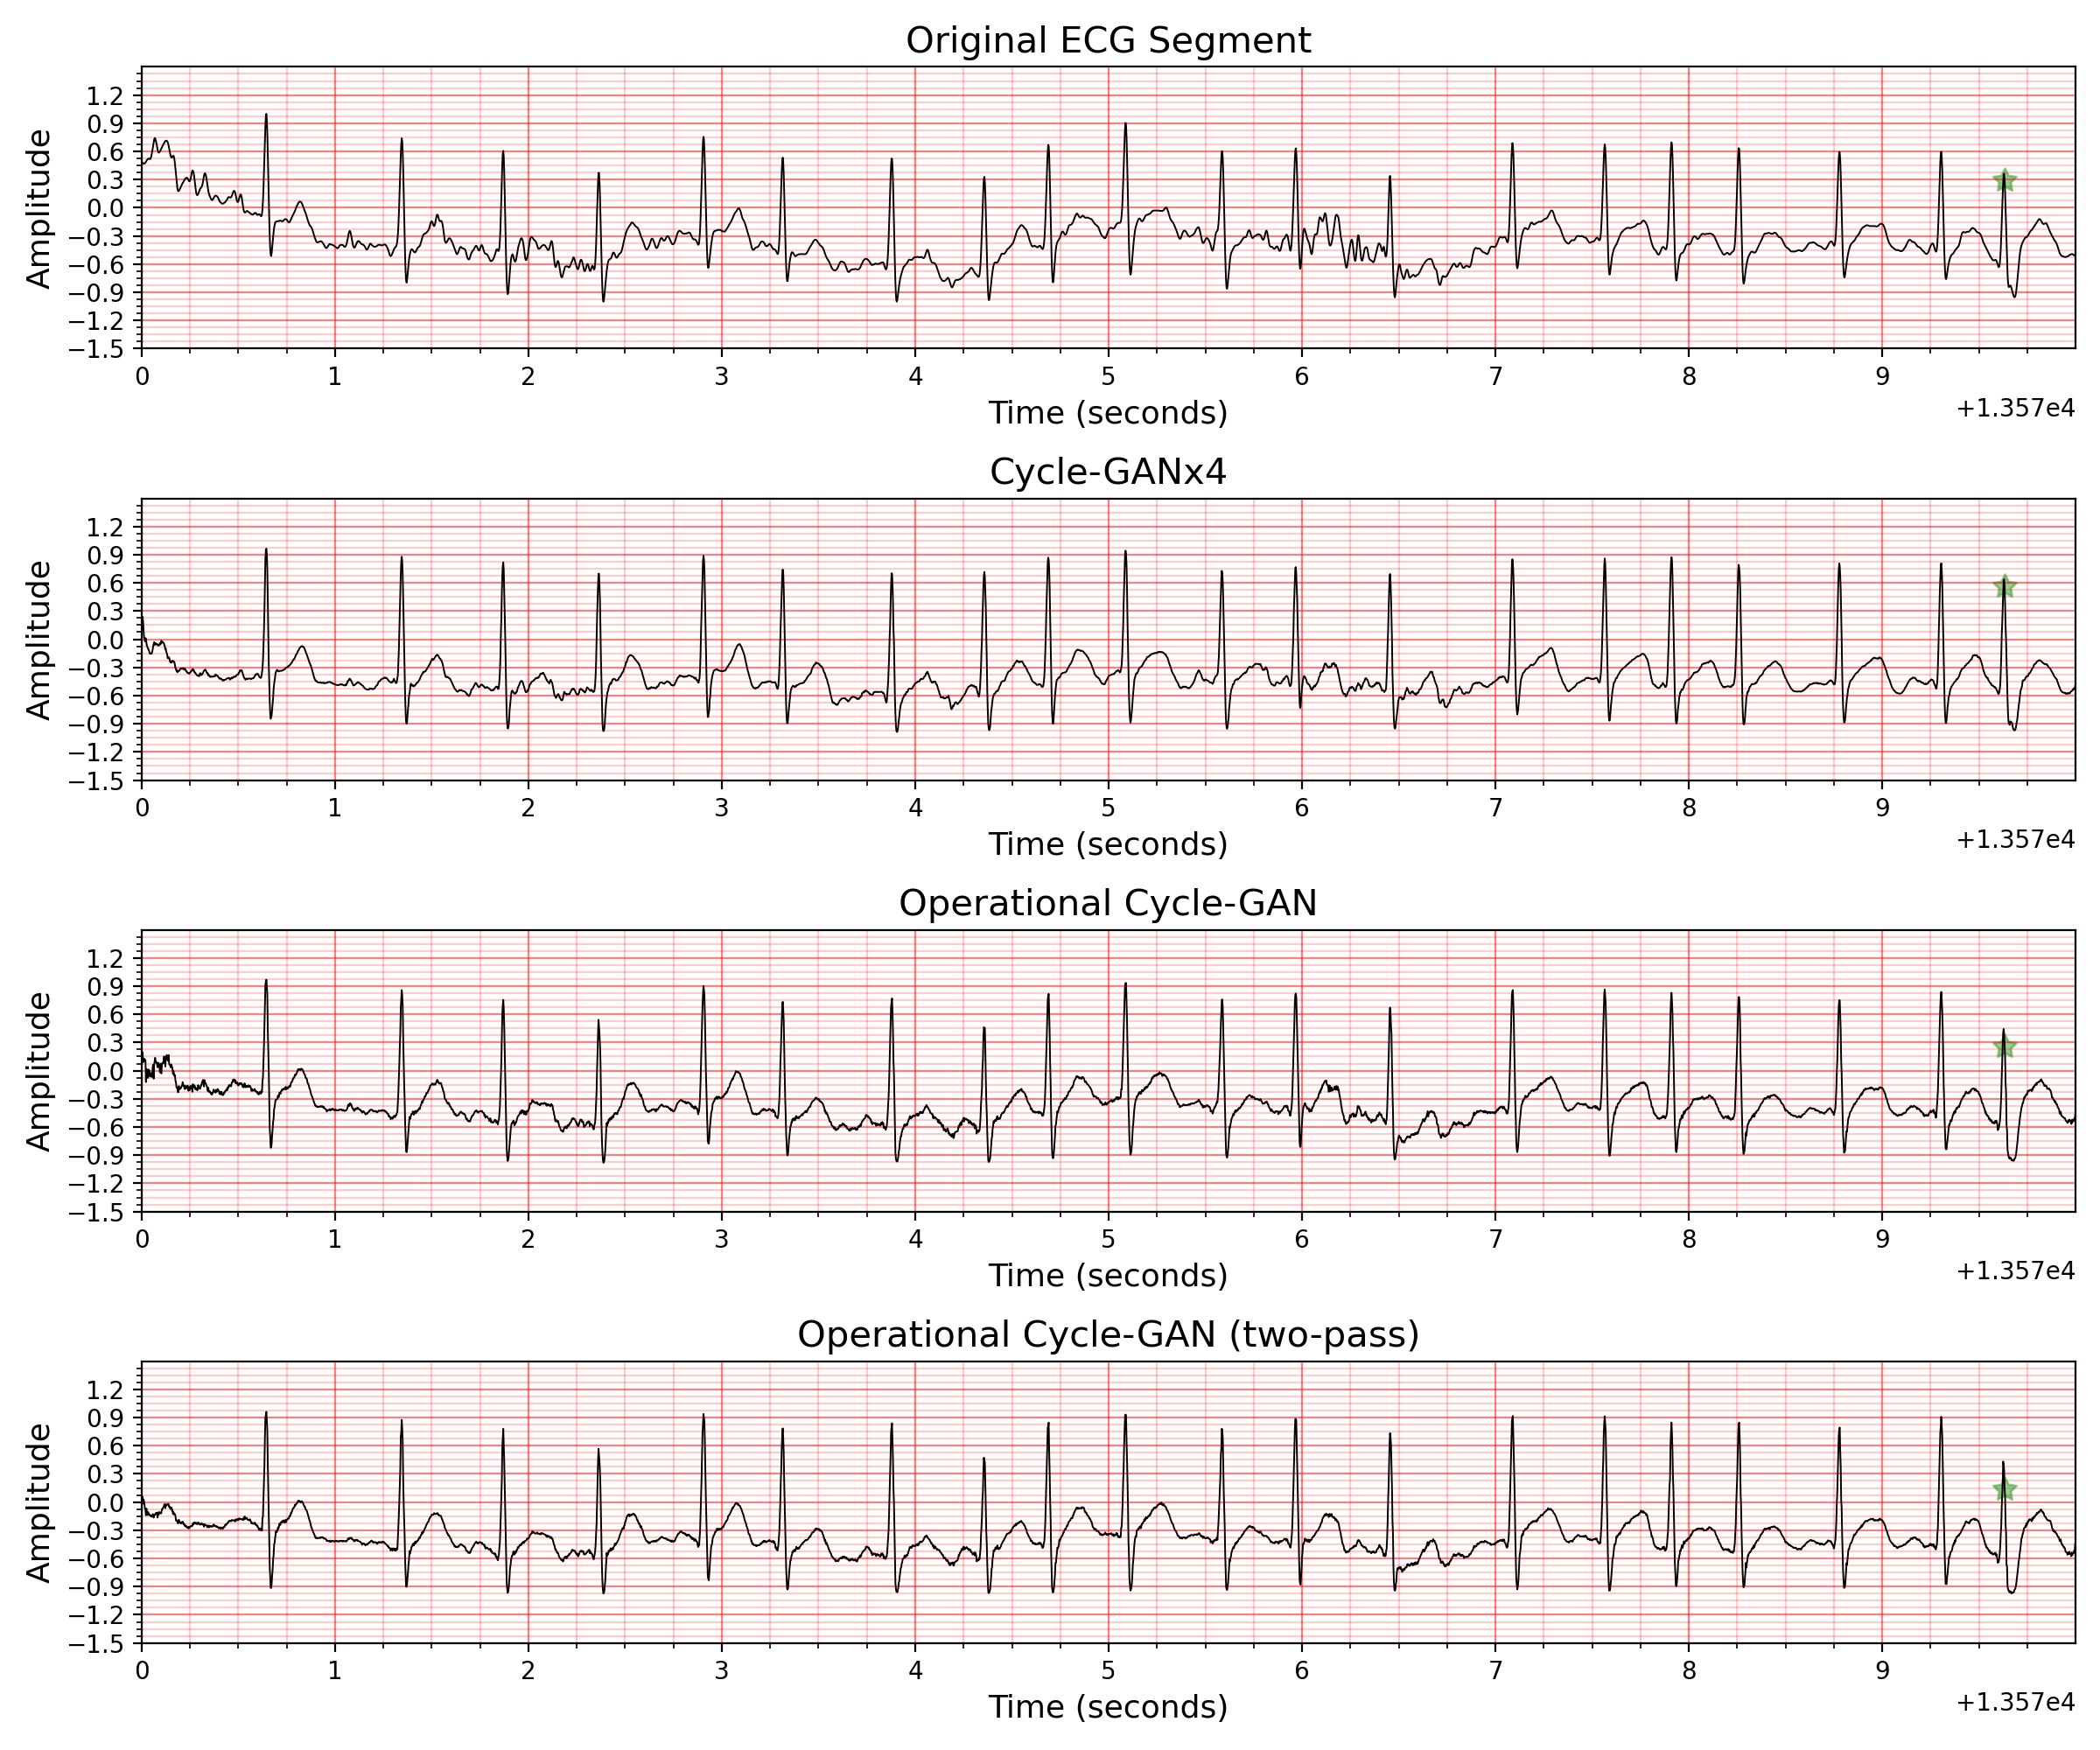 Original ECG Segment
Amplitude
1.2
0.9
0.6
0.3
0.0
−0.3
−0.6
−0.9
−1.2
−1.5
0 1 2 3 4 5 6 7 8 9
Time (seconds)
+1.357e4
Cycle-GANx4
Amplitude
1.2
0.9
0.6
0.3
0.0
−0.3
−0.6
−0.9
−1.2
−1.5
0 1 2 3 4 5 6 7 8 9
Time (seconds)
+1.357e4
Operational Cycle-GAN
Amplitude
1.2
0.9
0.6
0.3
0.0
−0.3
−0.6
−0.9
−1.2
−1.5
0 1 2 3 4 5 6 7 8 9
Time (seconds)
+1.357e4
Operational Cycle-GAN (two-pass)
Amplitude
1.2
0.9
0.6
0.3
0.0
−0.3
−0.6
−0.9
−1.2
−1.5
0 1 2 3 4 5 6 7 8 9
Time (seconds)
+1.357e4